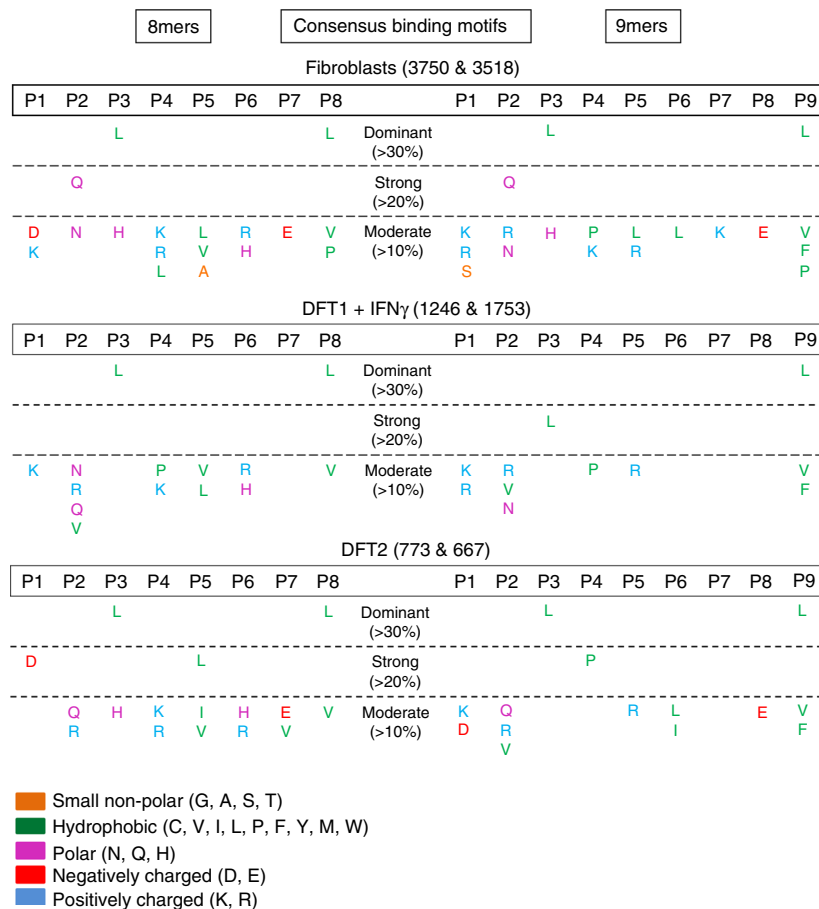 8mers Consensus binding motifs 9mers
Fibroblasts (3750 & 3518)
P1 P2 P3 P4 P5 P6 P7 P8 P1 P2 P3 P4 P5 P6 P7 P8 P9
L L Dominant L L
(>30%)
Q Strong Q
(>20%)
D N H K L R E V Moderate K R H P L L K E V
K R V H P (>10%) R N K R F
L A S P
DFT1 + IFNγ (1246 & 1753)
P1 P2 P3 P4 P5 P6 P7 P8 P1 P2 P3 P4 P5 P6 P7 P8 P9
L L Dominant L
(>30%)
Strong L
(>20%)
K N P V R V Moderate K R P R V
R K L H (>10%) R V F
Q N
V
DFT2 (773 & 667)
P1 P2 P3 P4 P5 P6 P7 P8 P1 P2 P3 P4 P5 P6 P7 P8 P9
L L Dominant L L
(>30%)
D L Strong P
(>20%)
Q H K I H E V Moderate K Q R L E V
R R V R V (>10%) D R I F
V
Small non-polar (G, A, S, T)
Hydrophobic (C, V, I, L, P, F, Y, M, W)
Polar (N, Q, H)
Negatively charged (D, E)
Positively charged (K, R)